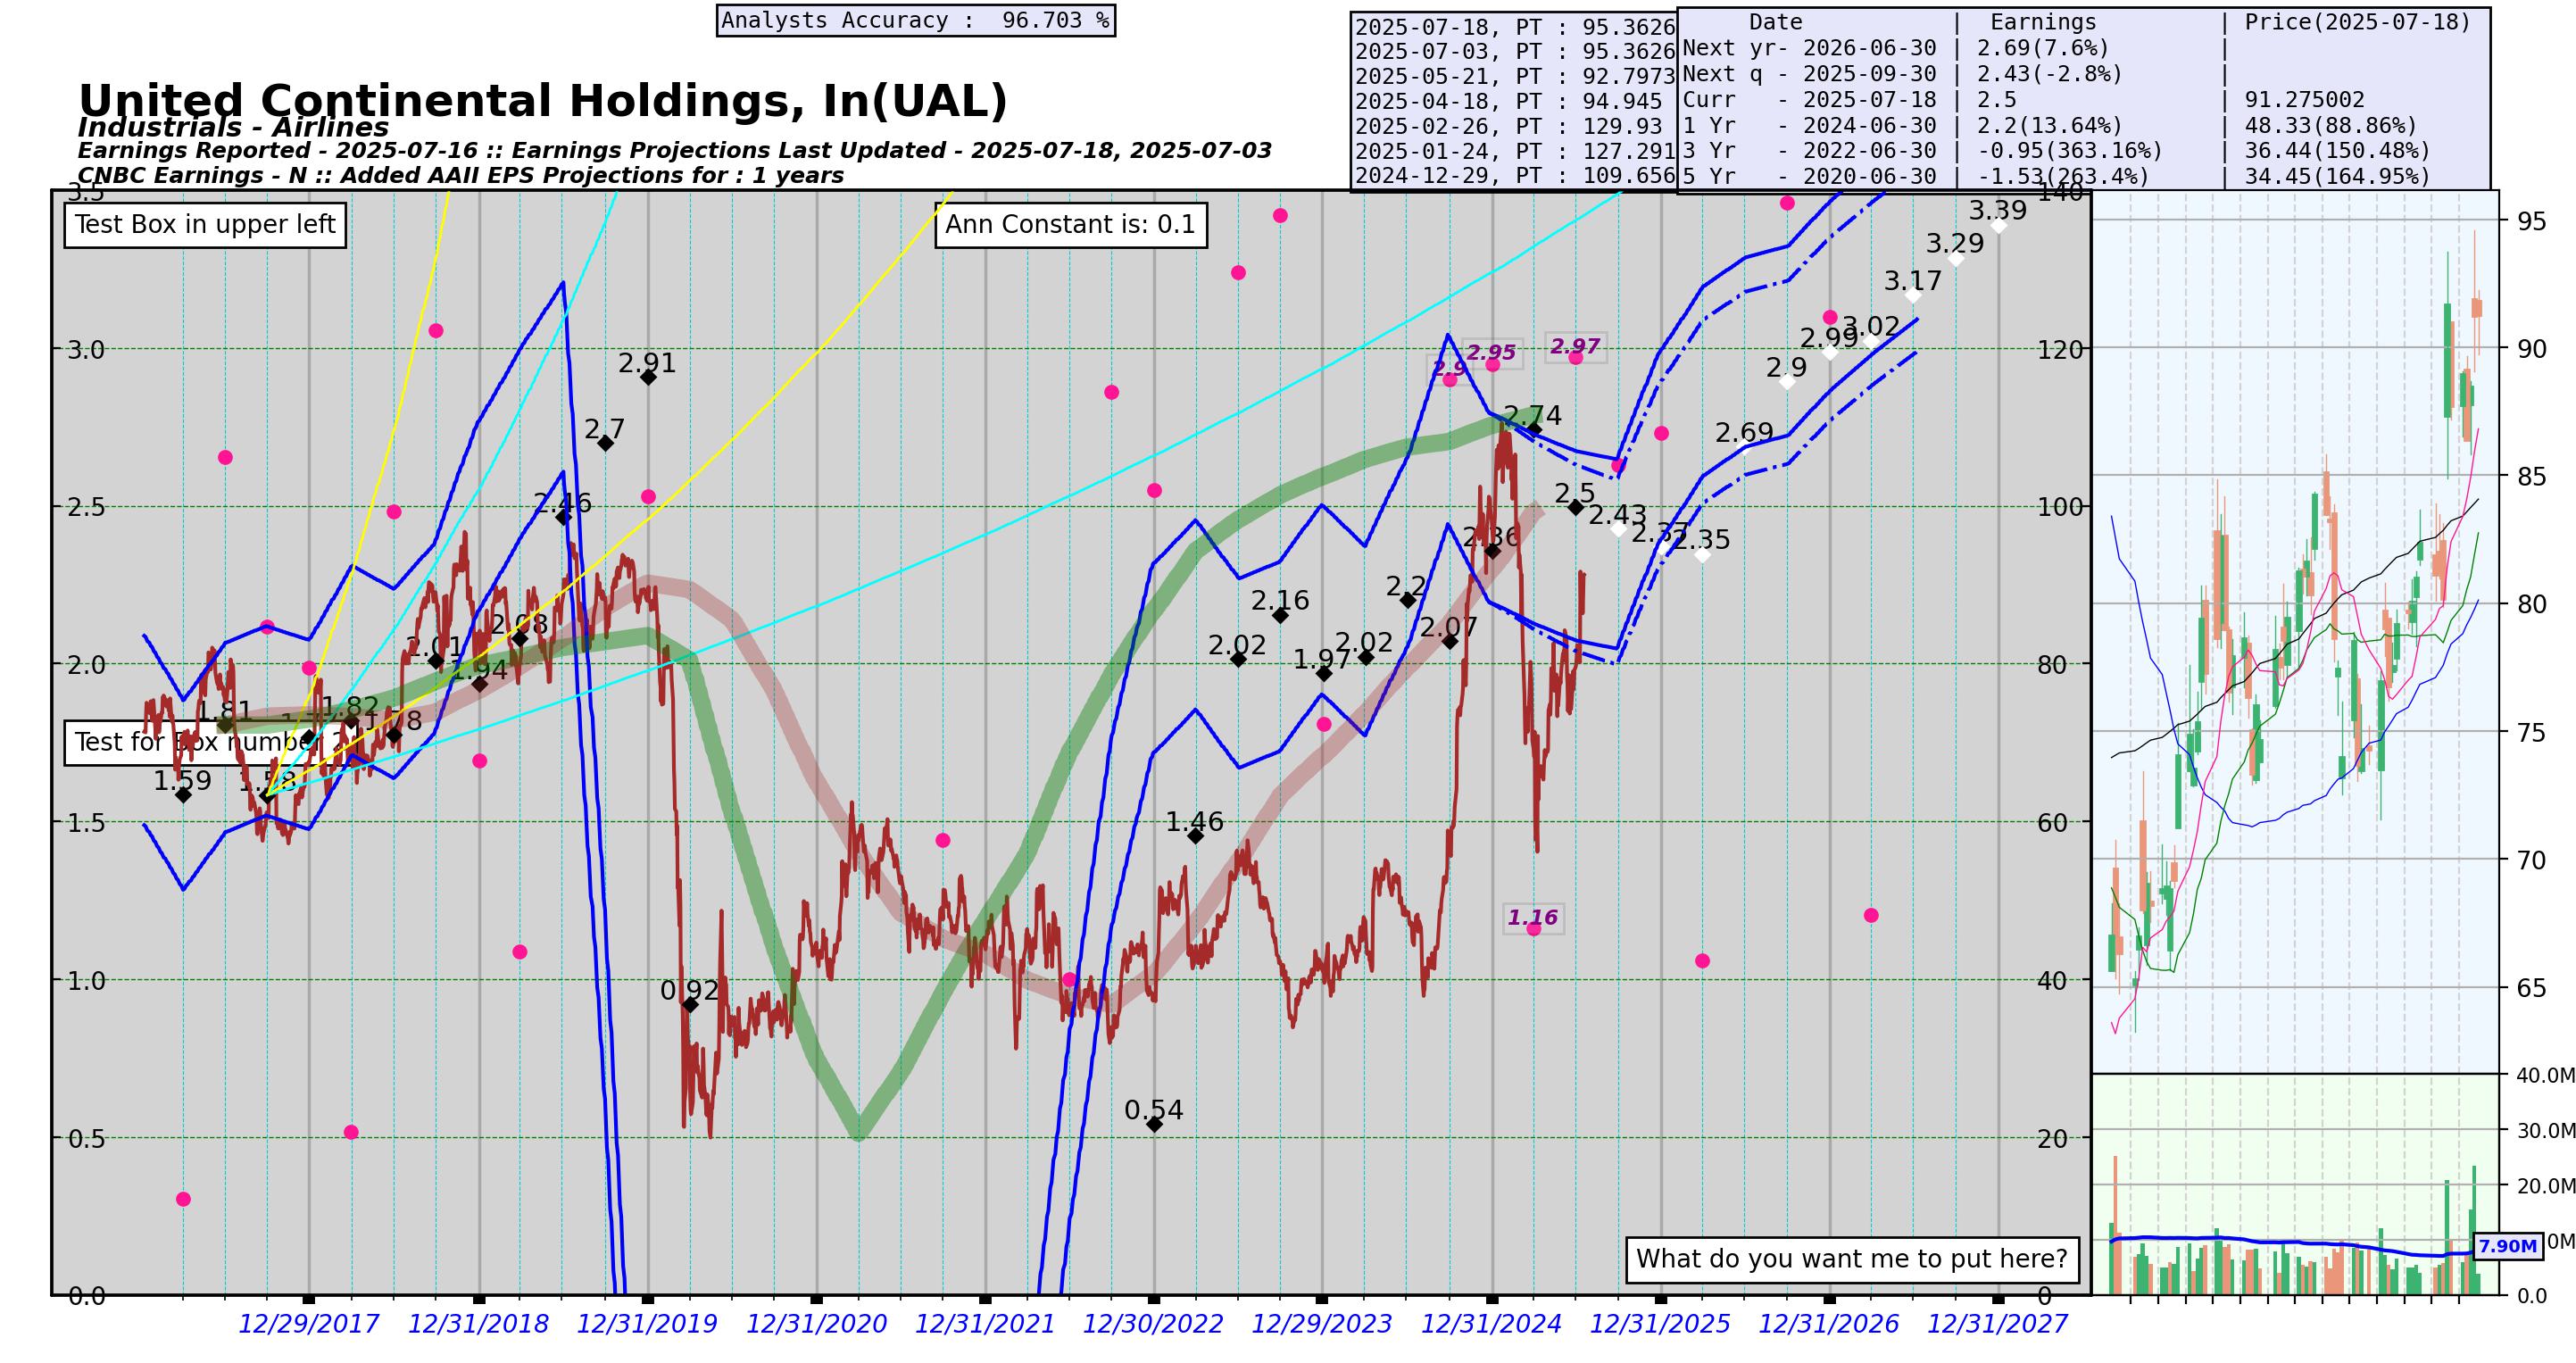 Analysts Accuracy :  96.703 %
2025-07-18, PT : 95.3626
2025-07-03, PT : 95.3626
2025-05-21, PT : 92.7973
2025-04-18, PT : 94.945
2025-02-26, PT : 129.93
2025-01-24, PT : 127.291
2024-12-29, PT : 109.656
Date | Earnings | Price(2025-07-18)
Next yr- 2026-06-30 | 2.69(7.6%) |
Next q - 2025-09-30 | 2.43(-2.8%) |
Curr - 2025-07-18 | 2.5 | 91.275002
1 Yr - 2024-06-30 | 2.2(13.64%) | 48.33(88.86%)
3 Yr - 2022-06-30 | -0.95(363.16%) | 36.44(150.48%)
5 Yr - 2020-06-30 | -1.53(263.4%) | 34.45(164.95%)
United Continental Holdings, In(UAL)
Industrials - Airlines
Earnings Reported - 2025-07-16 :: Earnings Projections Last Updated - 2025-07-18, 2025-07-03
CNBC Earnings - N :: Added AAII EPS Projections for : 1 years
Test Box in upper left
Ann Constant is: 0.1
Test for Box number 2
What do you want me to put here?
3.5
3.0
2.5
2.0
1.5
1.0
0.5
0.0
1.59
1.81
1.58
1.82
1.78
2.01
1.94
2.08
2.46
2.7
2.91
0.92
0.54
1.46
2.02
2.16
1.97
2.02
2.2
2.07
2.36
2.74
2.5
2.43
2.37
2.35
2.69
2.9
2.99
3.02
3.17
3.29
3.39
2.9
2.95
2.97
1.16
140
120
100
80
60
40
20
0
95
90
85
80
75
70
65
40.0M
30.0M
20.0M
0M
0.0
7.90M
12/29/2017
12/31/2018
12/31/2019
12/31/2020
12/31/2021
12/30/2022
12/29/2023
12/31/2024
12/31/2025
12/31/2026
12/31/2027